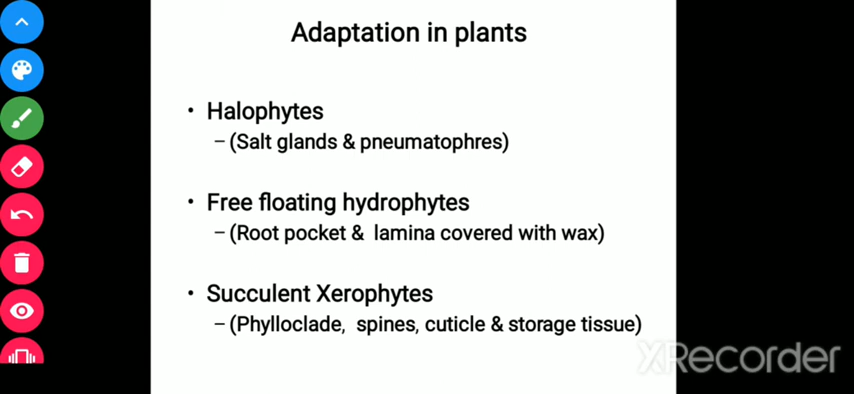 Adaptation in plants
• Halophytes
– (Salt glands & pneumatophres)
• Free floating hydrophytes
– (Root pocket & lamina covered with wax)
• Succulent Xerophytes
– (Phylloclade, spines, cuticle & storage tissue)
XRecorder